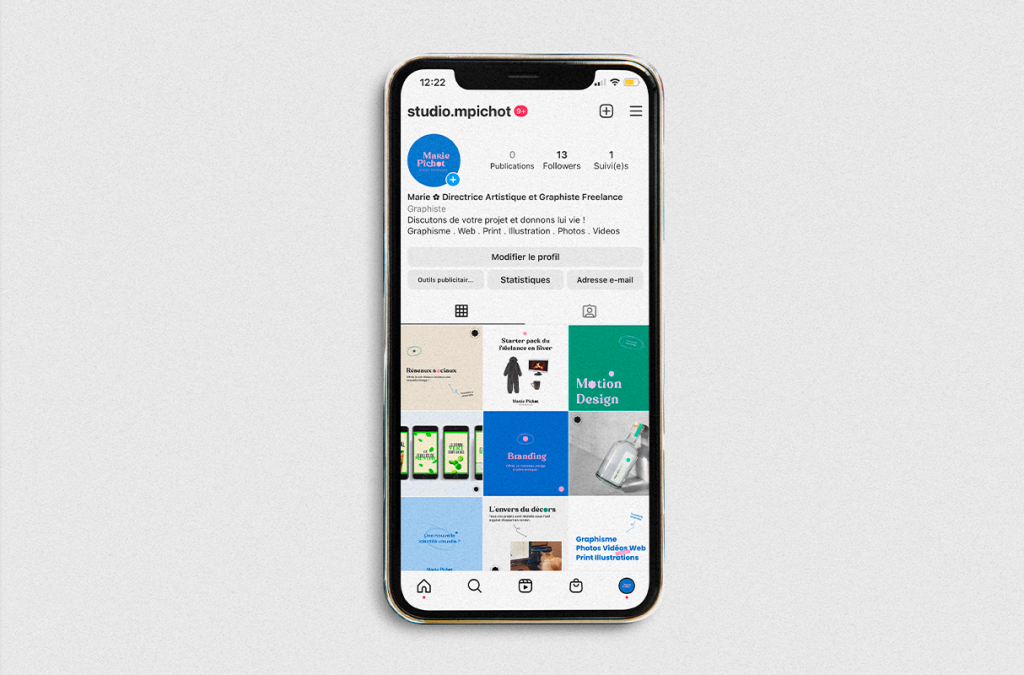 12:22
studio.mpichot 9+
Marie
Pichot
0
13
1
Publications
Followers
Suivi(e)s
Marie ✿ Directrice Artistique et Graphiste Freelance
Graphiste
Discutons de votre projet et donnons lui vie !
Graphisme . Web . Print . Illustration . Photos . Videos
Modifier le profil
Outils publicitair...
Statistiques
Adresse e-mail
Réseaux sociaux
Starter pack du
freelance en hiver
Marie Pichot
Motion
Design
Branding
Une nouvelle
identité visuelle ?
Marie Pichot
L'envers du décors
Graphisme
Photos Vidéos Web
Print Illustrations